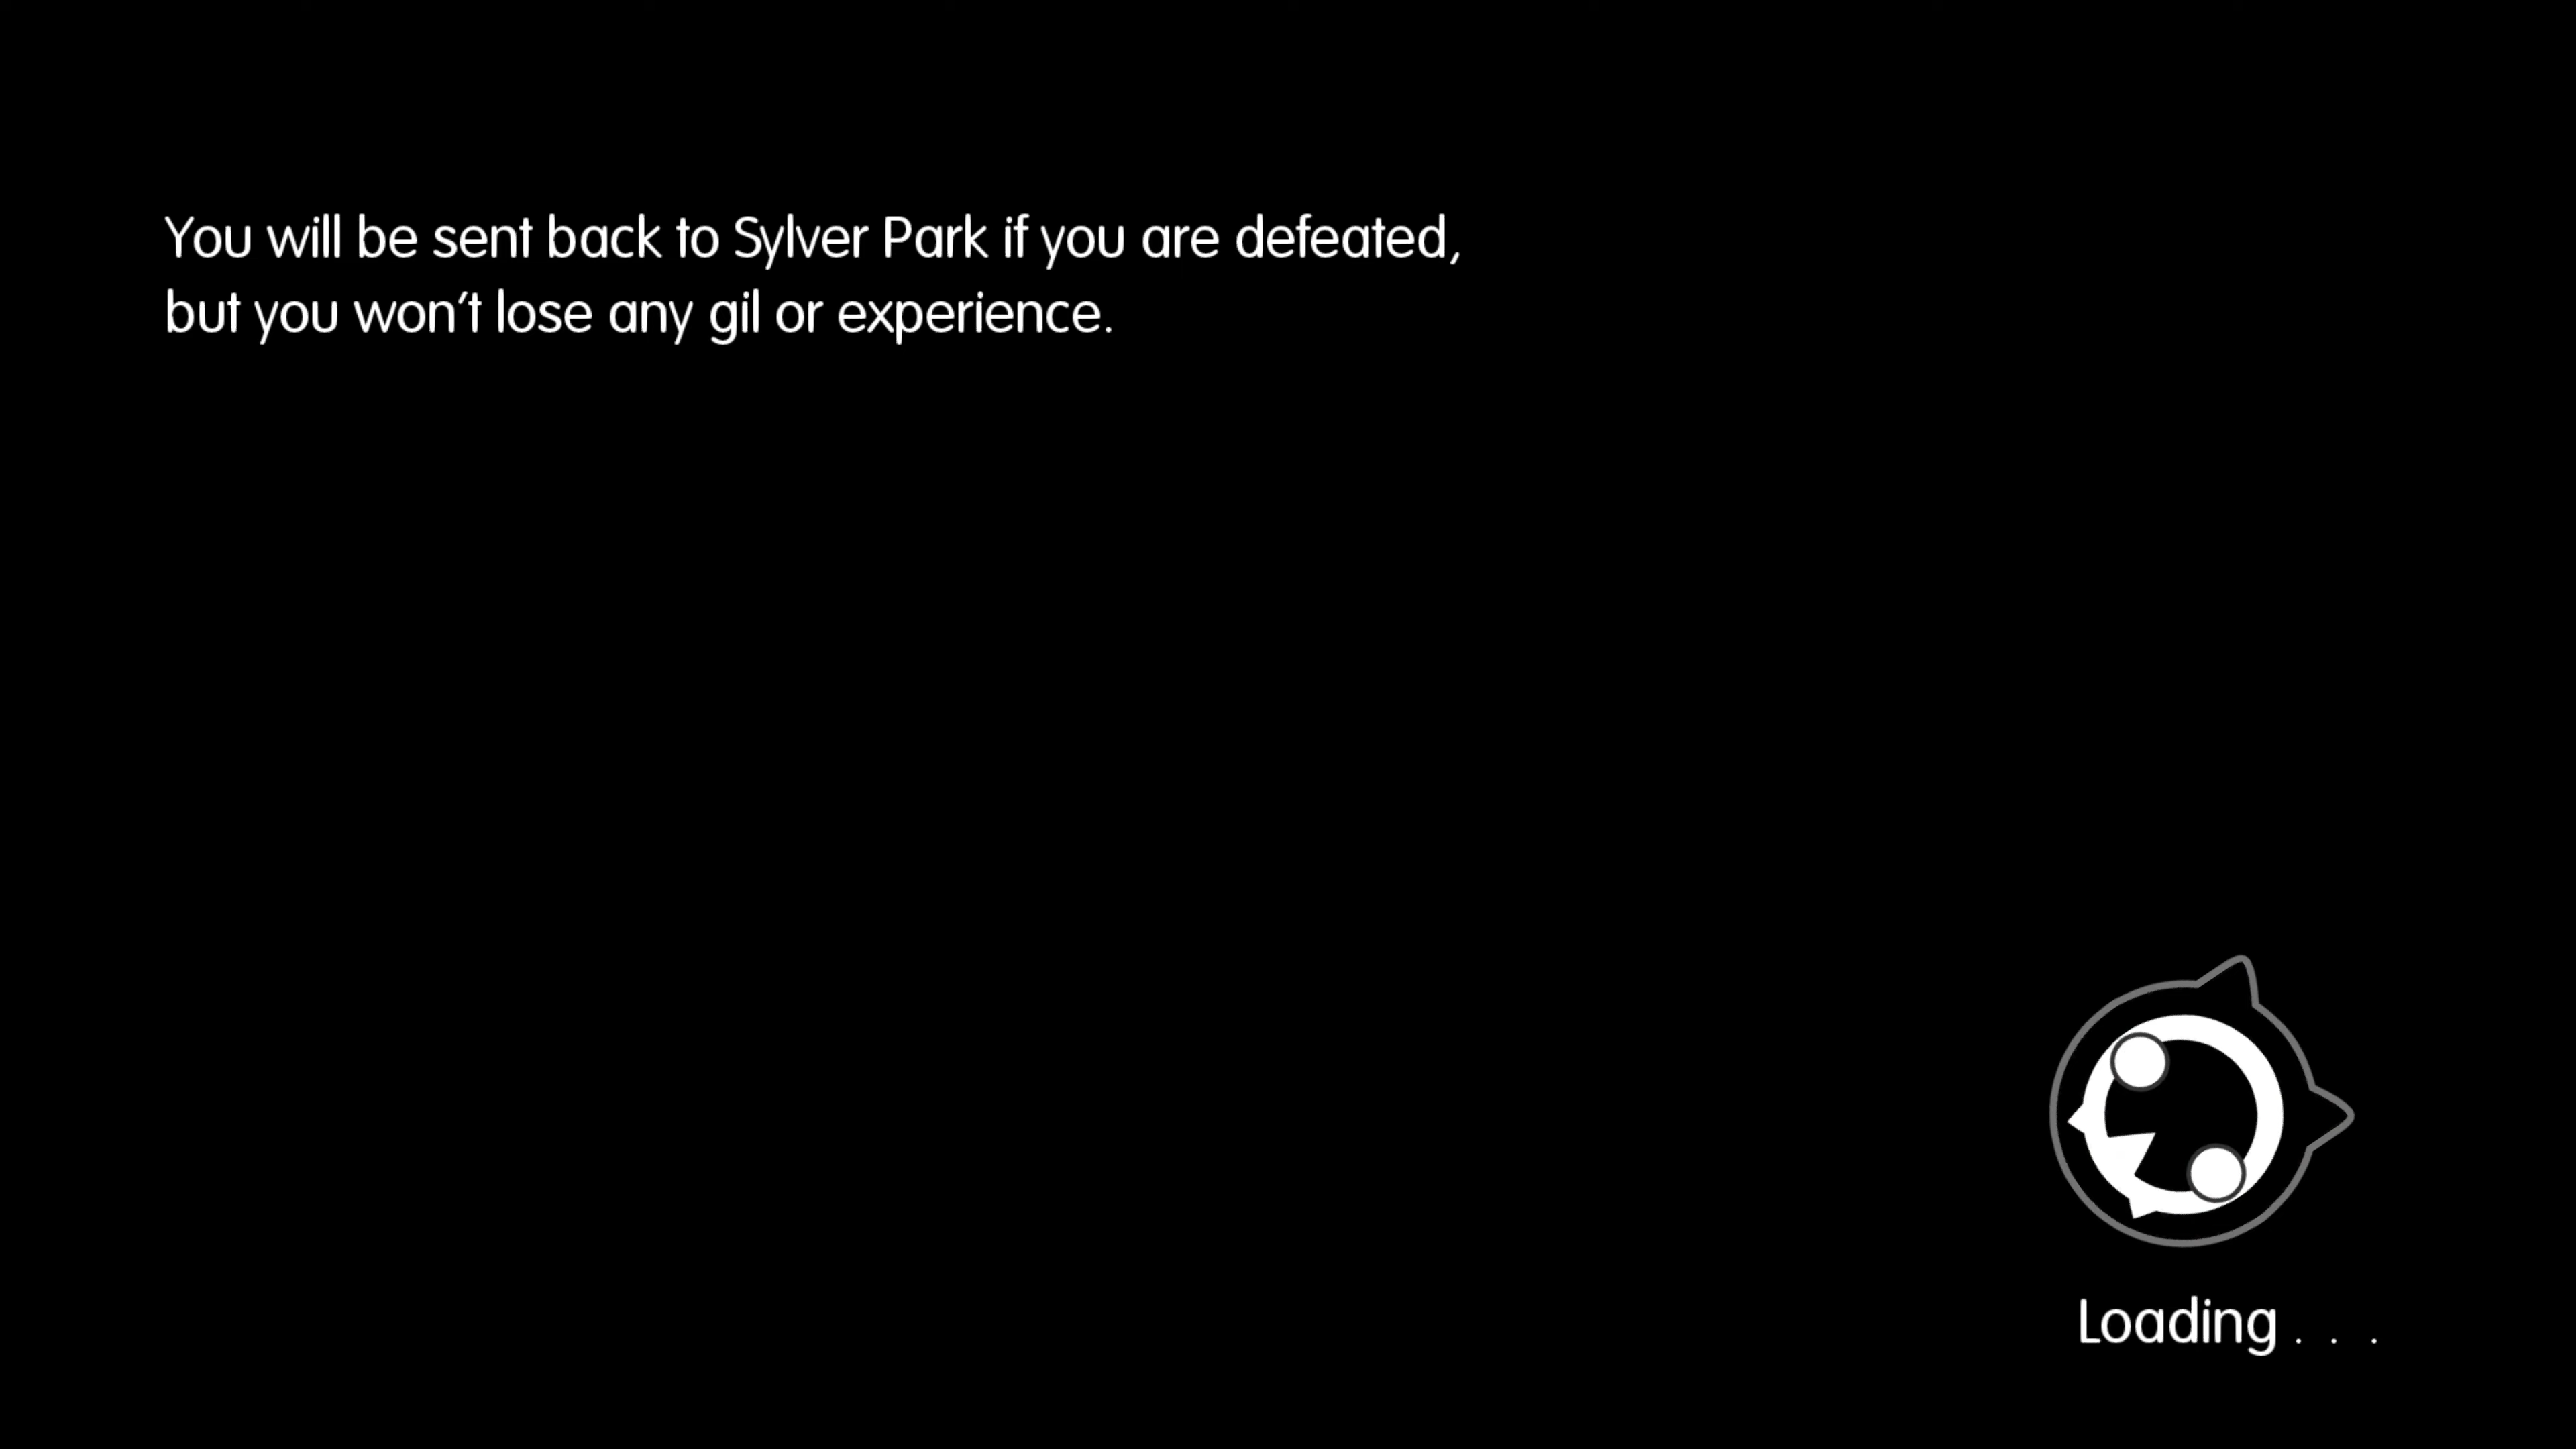 You will be sent back to Sylver Park if you are defeated,
but you won't lose any gil or experience.
Loading . . .